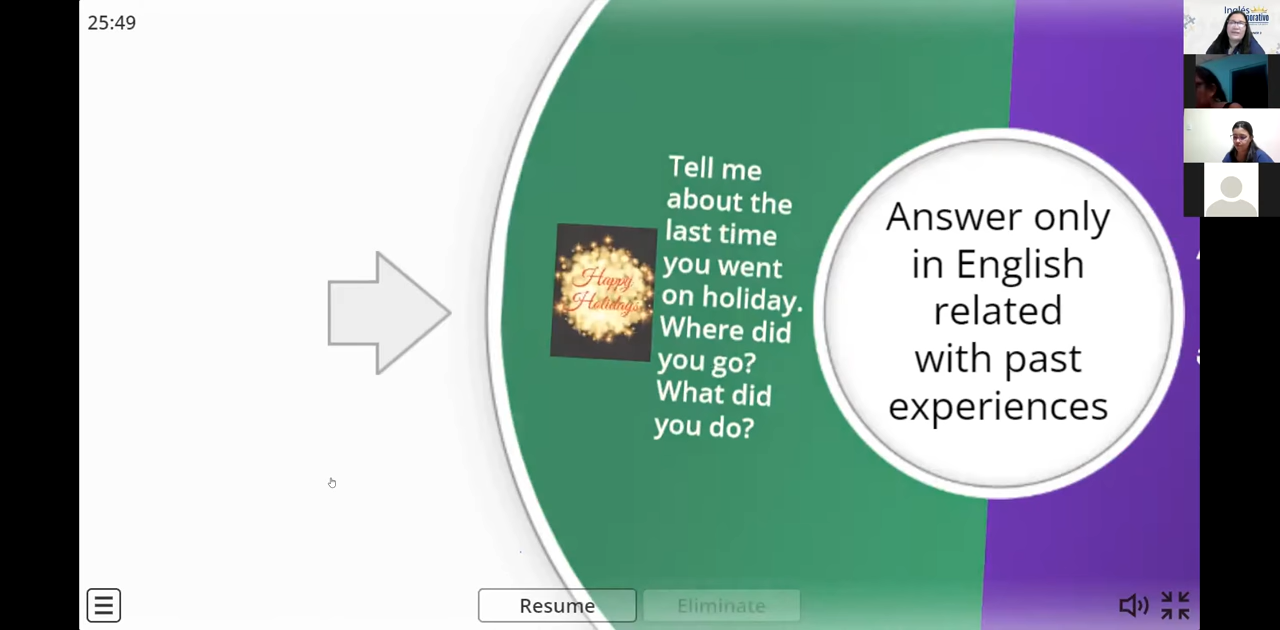 25:49
Tell me
about the
last time
you went
on holiday.
Where did
you go?
What did
you do?
Happy
Holidays
Answer only
in English
related
with past
experiences
Resume
Eliminate
Inglés